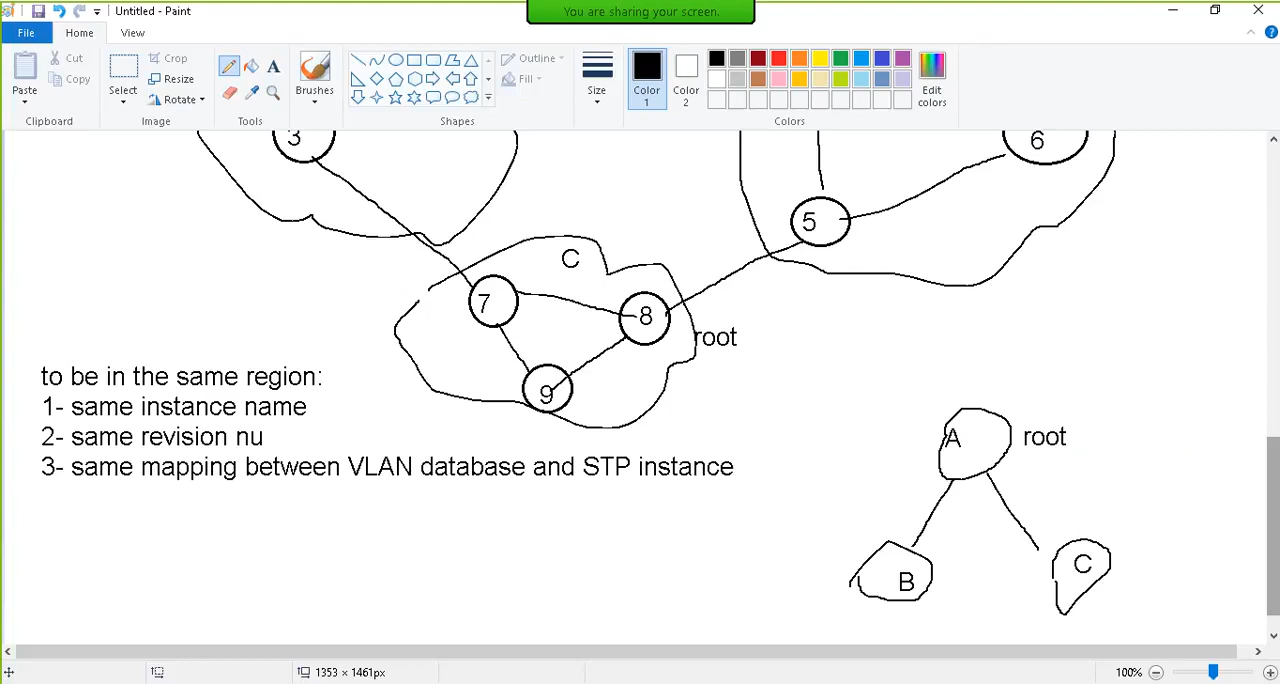 You are sharing your screen.
Untitled - Paint
File Home View
Paste
Cut
Copy
Clipboard
Select
Crop
Resize
Rotate
Image
A
Tools
Brushes
Shapes
Outline
Fill
Size
Color 1
Color 2
Edit colors
Colors
3
6
5
C
7
8
root
9
to be in the same region:
1- same instance name
2- same revision nu
3- same mapping between VLAN database and STP instance
A root
B
C
1353 × 1461px
100%